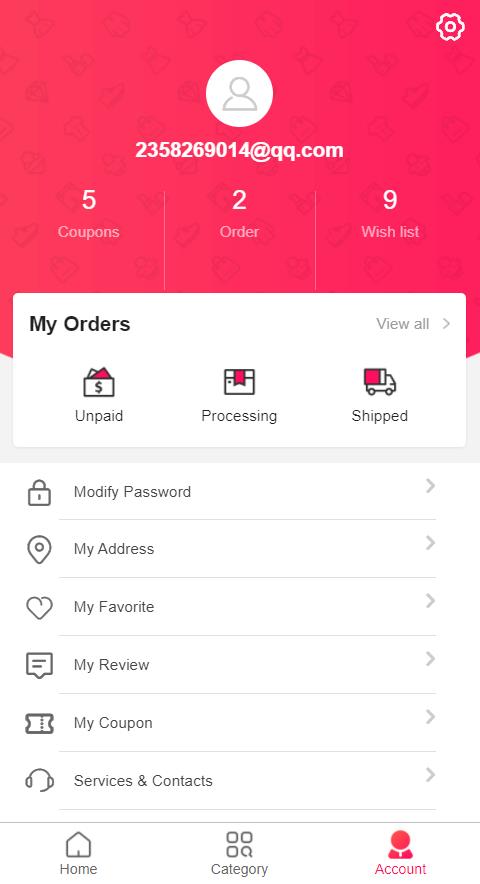 2358269014@qq.com
5 2 9
Coupons Order Wish list
My Orders View all
$
Unpaid Processing Shipped
Modify Password
My Address
My Favorite
My Review
My Coupon
Services & Contacts
Home Category Account